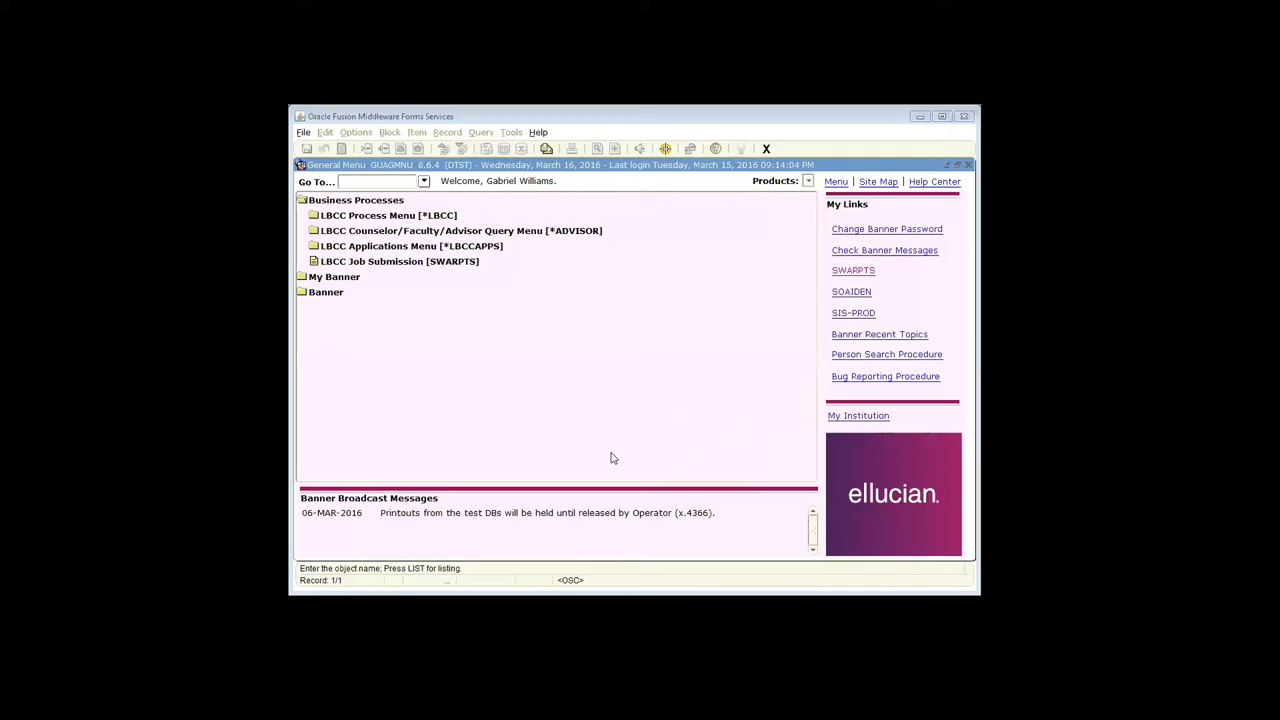 Oracle Fusion Middleware Forms Services
File Edit Options Block Item Record Query Tools Help
General Menu GUAGMNU 8.6.4 (DTST) - Wednesday, March 16, 2016 - Last login Tuesday, March 15, 2016 09:14:04 PM
Go To... Welcome, Gabriel Williams. Products: Menu | Site Map | Help Center
Business Processes
LBCC Process Menu [*LBCC]
LBCC Counselor/Faculty/Advisor Query Menu [*ADVISOR]
LBCC Applications Menu [*LBCCAPPS]
LBCC Job Submission [SWARPTS]
My Banner
Banner
My Links
Change Banner Password
Check Banner Messages
SWARPTS
SOAIDEN
SIS-PROD
Banner Recent Topics
Person Search Procedure
Bug Reporting Procedure
My Institution
ellucian.
Banner Broadcast Messages
06-MAR-2016 Printouts from the test DBs will be held until released by Operator (x.4366).
Enter the object name; Press LIST for listing.
Record: 1/1 ... <OSC>